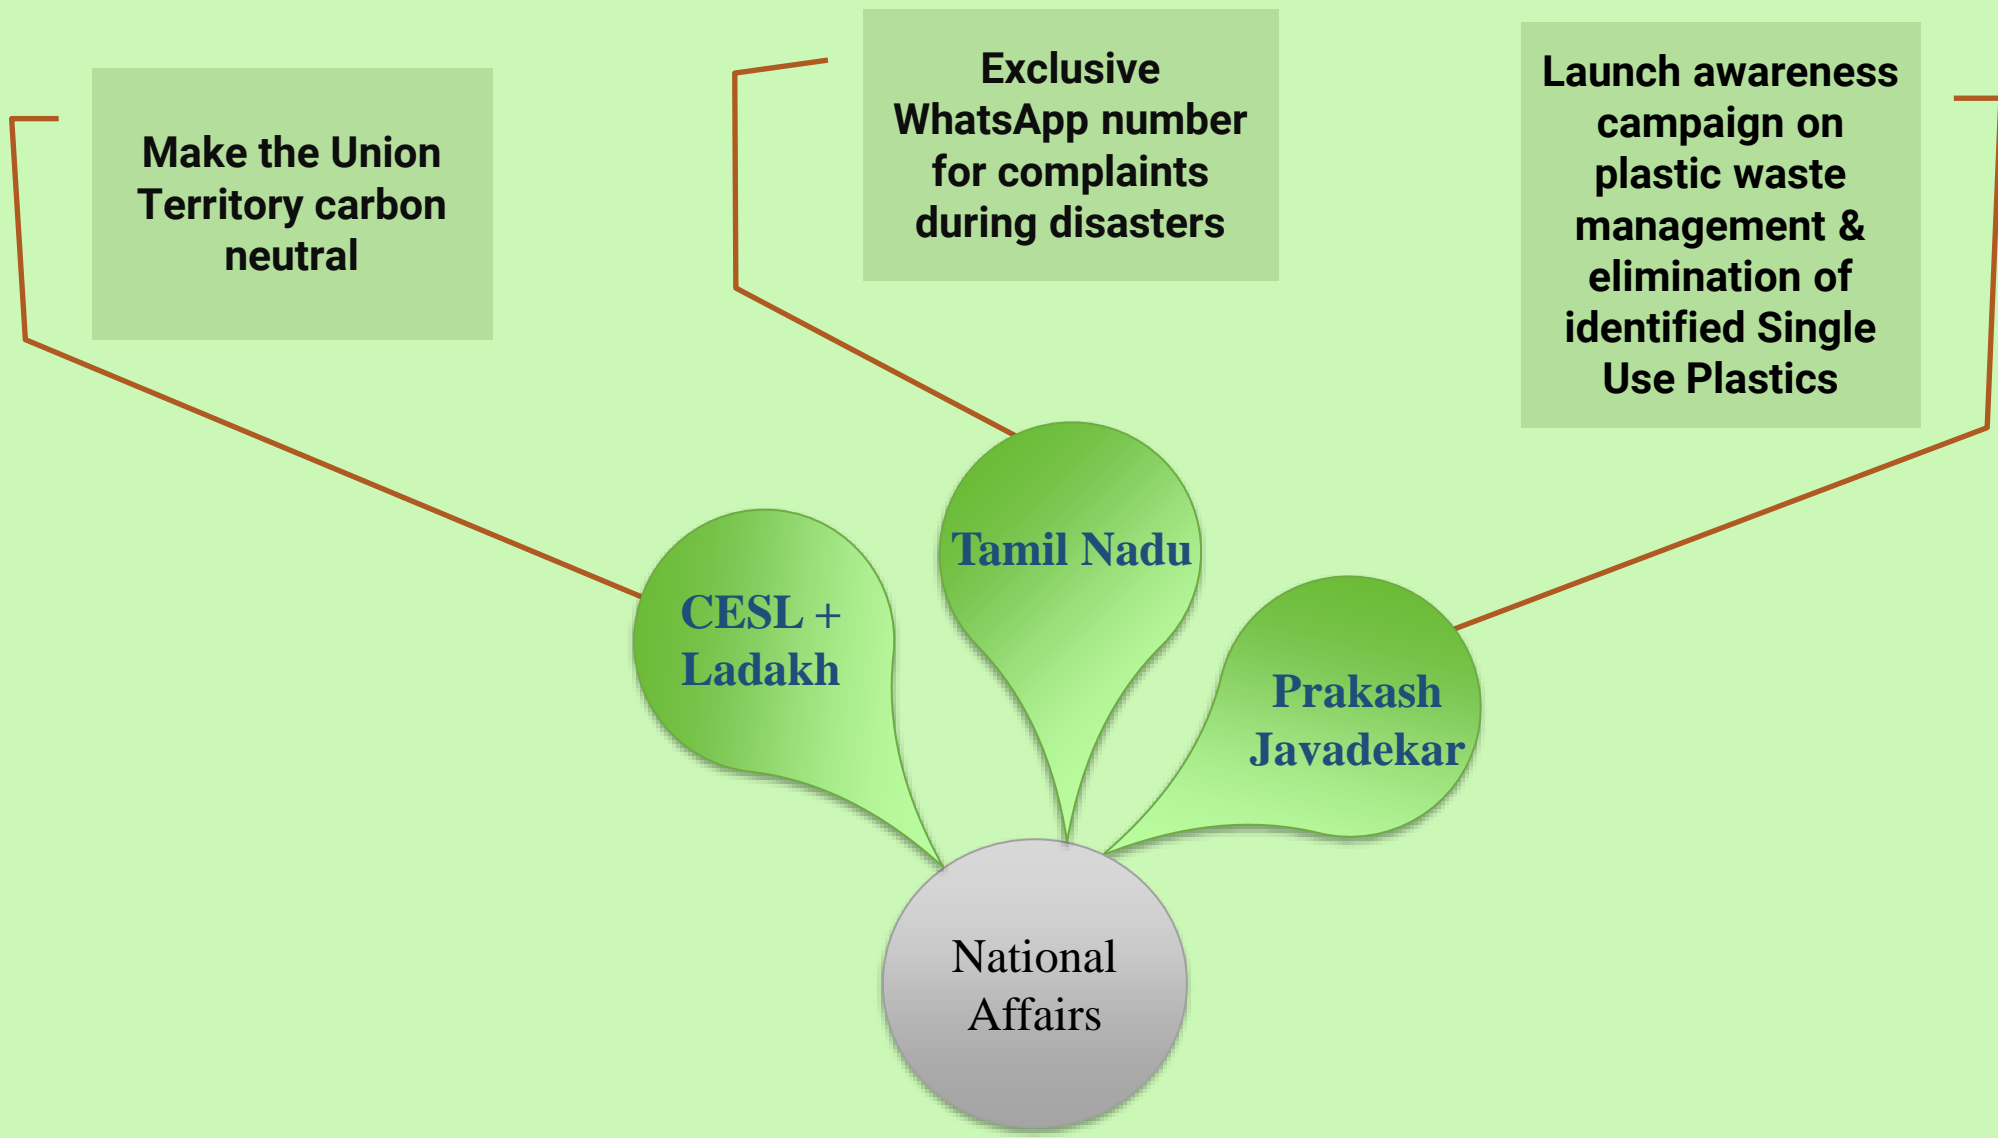 Make the Union
Territory carbon
neutral
Exclusive
WhatsApp number
for complaints
during disasters
Launch awareness
campaign on
plastic waste
management &
elimination of
identified Single
Use Plastics
CESL +
Ladakh
Tamil Nadu
Prakash
Javadekar
National
Affairs